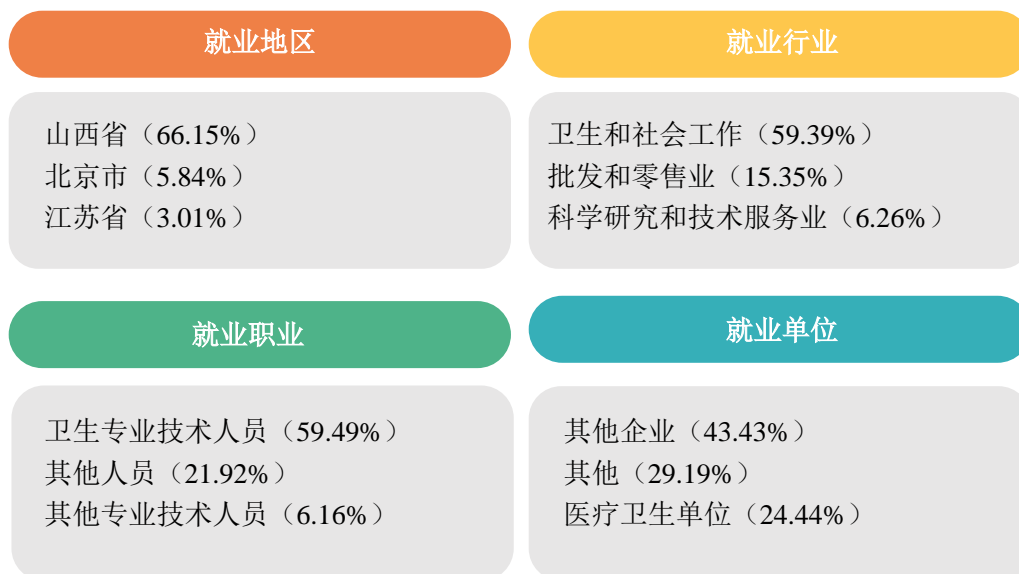 就业地区
山西省（66.15%）
北京市（5.84%）
江苏省（3.01%）
就业行业
卫生和社会工作（59.39%）
批发和零售业（15.35%）
科学研究和技术服务业（6.26%）
就业职业
卫生专业技术人员（59.49%）
其他人员（21.92%）
其他专业技术人员（6.16%）
就业单位
其他企业（43.43%）
其他（29.19%）
医疗卫生单位（24.44%）